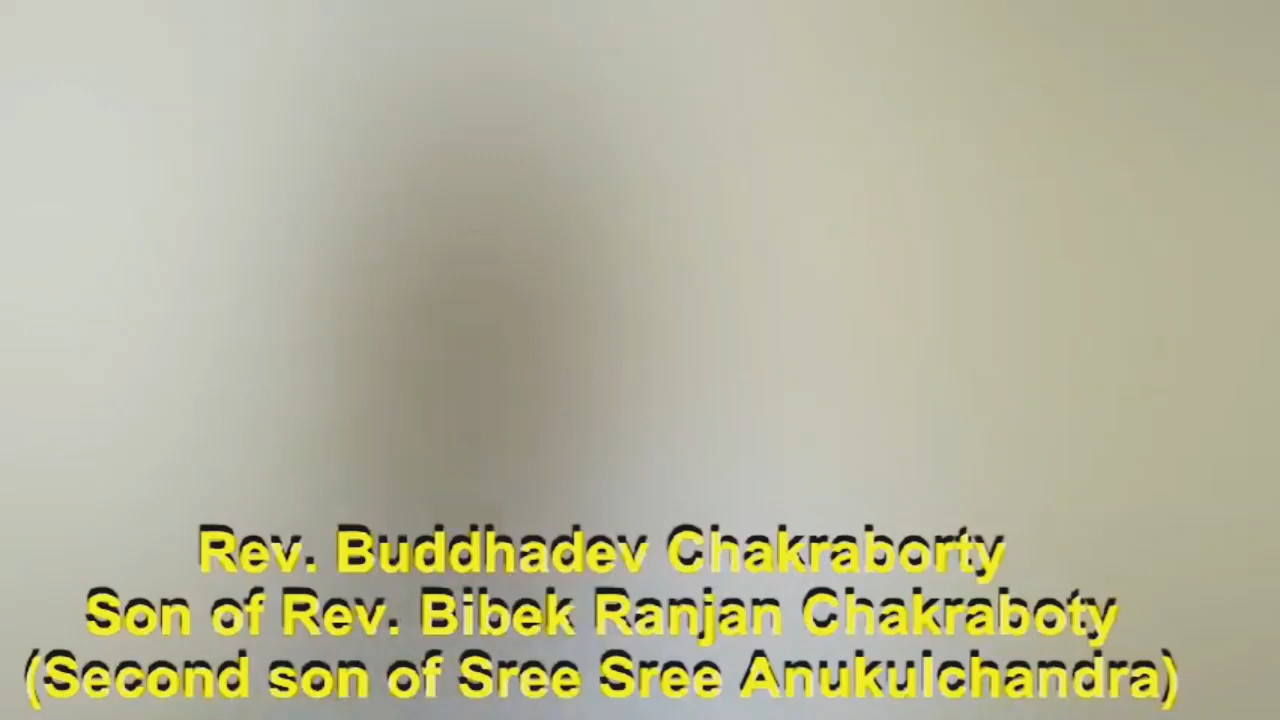 Rev. Buddhadev Chakraborty
Son of Rev. Bibek Ranjan Chakraboty
(Second son of Sree Sree Anukulchandra)